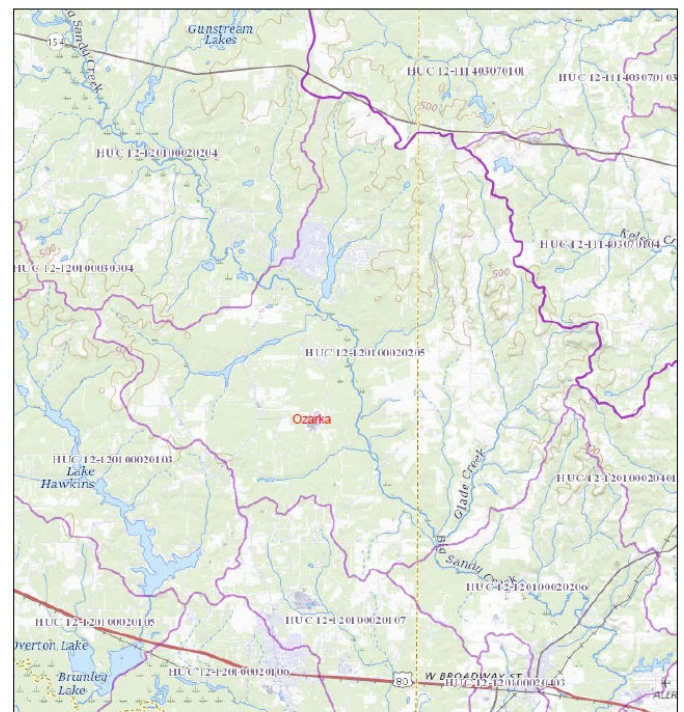 154
Big Sandy Creek
Gunstream
Lakes
HUC 12-111403070101
HUC 12-111403070103
500
HUC 12-120100020204
HUC 12-111403070104
500
500
HUC 12-120100030304
HUC 12-120100020205
Ozarka
HUC 12-120100020103
Lake
Hawkins
HUC 12-120100020401
Glade Creek
Big Sandy Creek
HUC 12-120100020206
HUC 12-120100020105
HUC 12-120100020107
Overton Lake
HUC 12-120100020106
Brumley
Lake
80
W BROADWAY ST
HUC 12-120100020403